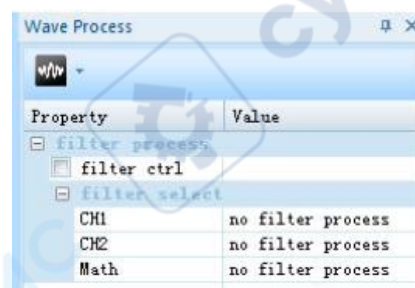 Wave Process
Property Value
filter process
filter ctrl
filter select
CH1 no filter process
CH2 no filter process
Math no filter process